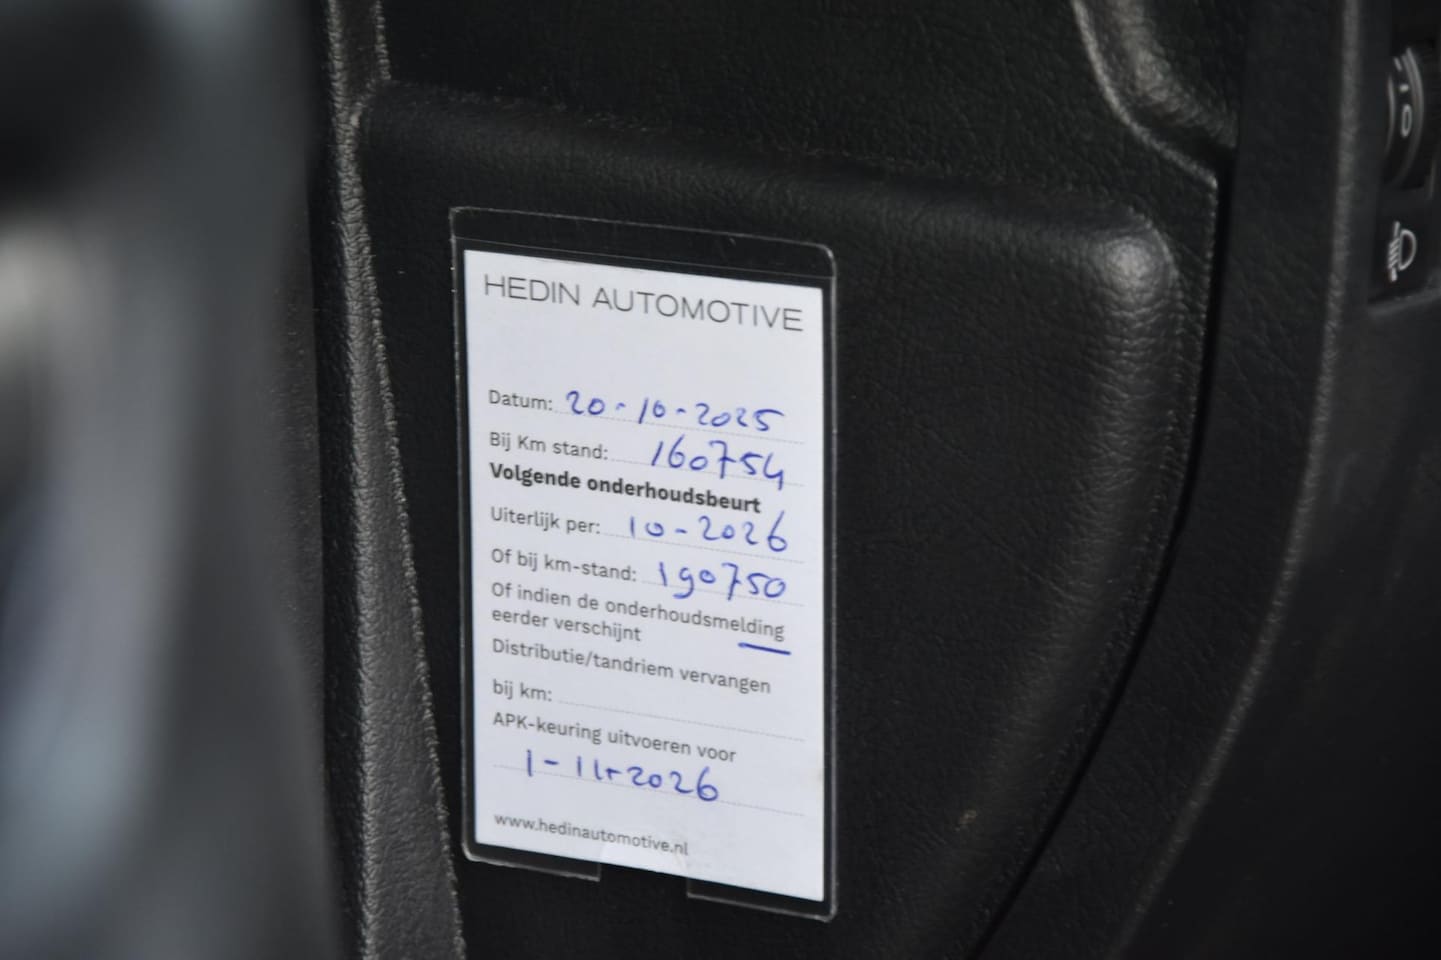 HEDIN AUTOMOTIVE
Datum: 20-10-2025
Bij Km stand: 160754
Volgende onderhoudsbeurt
Uiterlijk per: 10-2026
Of bij km-stand: 190750
Of indien de onderhoudsmelding
eerder verschijnt
Distributie/tandriem vervangen
bij km:
APK-keuring uitvoeren voor
1-11-2026
www.hedinautomotive.nl